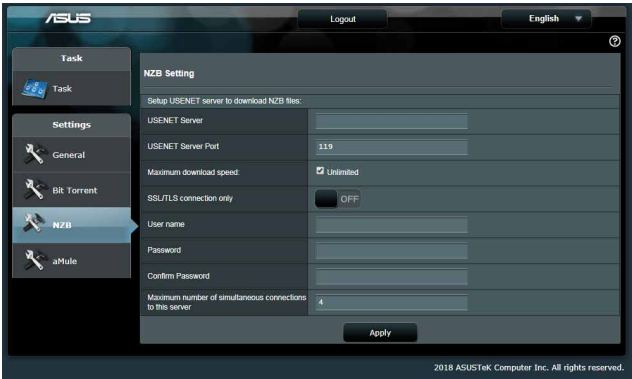 ASUS
Logout
English
Task
Task
Settings
General
Bit Torrent
NZB
aMule
NZB Setting
Setup USENET server to download NZB files:
USENET Server
USENET Server Port
119
Maximum download speed:
Unlimited
SSL/TLS connection only
OFF
User name
Password
Confirm Password
Maximum number of simultaneous connections
to this server
4
Apply
2018 ASUSTeK Computer Inc. All rights reserved.